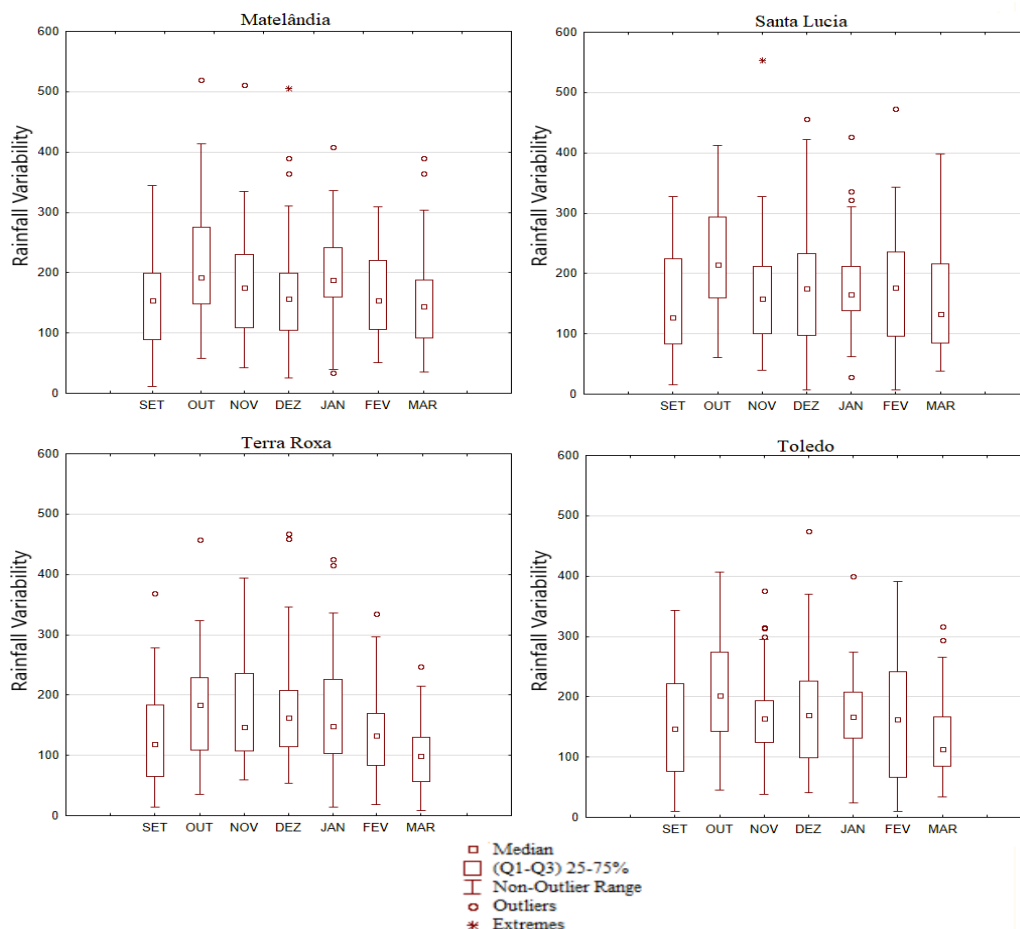 Matelândia
Rainfall Variability
600
500
400
300
200
100
0
SET OUT NOV DEZ JAN FEV MAR
Santa Lucia
Rainfall Variability
600
500
400
300
200
100
0
SET OUT NOV DEZ JAN FEV MAR
Terra Roxa
Rainfall Variability
600
500
400
300
200
100
0
SET OUT NOV DEZ JAN FEV MAR
Toledo
Rainfall Variability
600
500
400
300
200
100
0
SET OUT NOV DEZ JAN FEV MAR
Median
(Q1-Q3) 25-75%
Non-Outlier Range
Outliers
Extremes